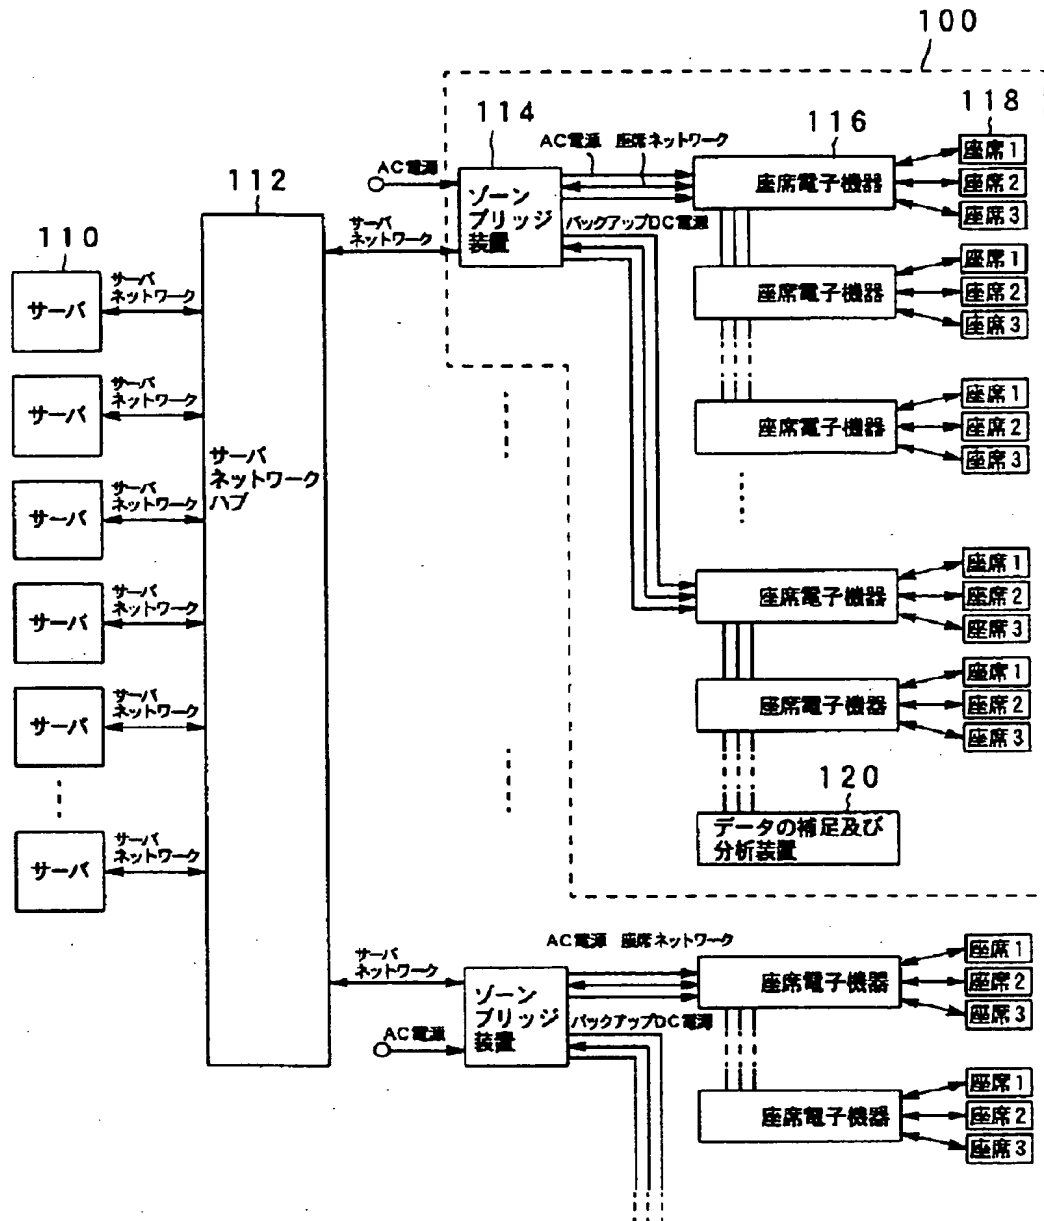 100
114
116
118
AC電源
座席ネットワーク
AC電源
ゾーン
ブリッジ
装置
座席電子機器
座席1
座席2
座席3
バックアップDC電源
112
サーバ
ネットワーク
110
サーバ
サーバ
ネットワーク
座席電子機器
座席1
座席2
座席3
サーバ
サーバ
ネットワーク
座席電子機器
座席1
座席2
座席3
サーバ
ネットワーク
ハブ
サーバ
サーバ
ネットワーク
座席電子機器
座席1
座席2
座席3
サーバ
サーバ
ネットワーク
座席電子機器
座席1
座席2
座席3
サーバ
サーバ
ネットワーク
120
データの補足及び
分析装置
サーバ
サーバ
ネットワーク
AC電源
座席ネットワーク
サーバ
ネットワーク
ゾーン
ブリッジ
装置
座席電子機器
座席1
座席2
座席3
バックアップDC電源
AC電源
座席電子機器
座席1
座席2
座席3